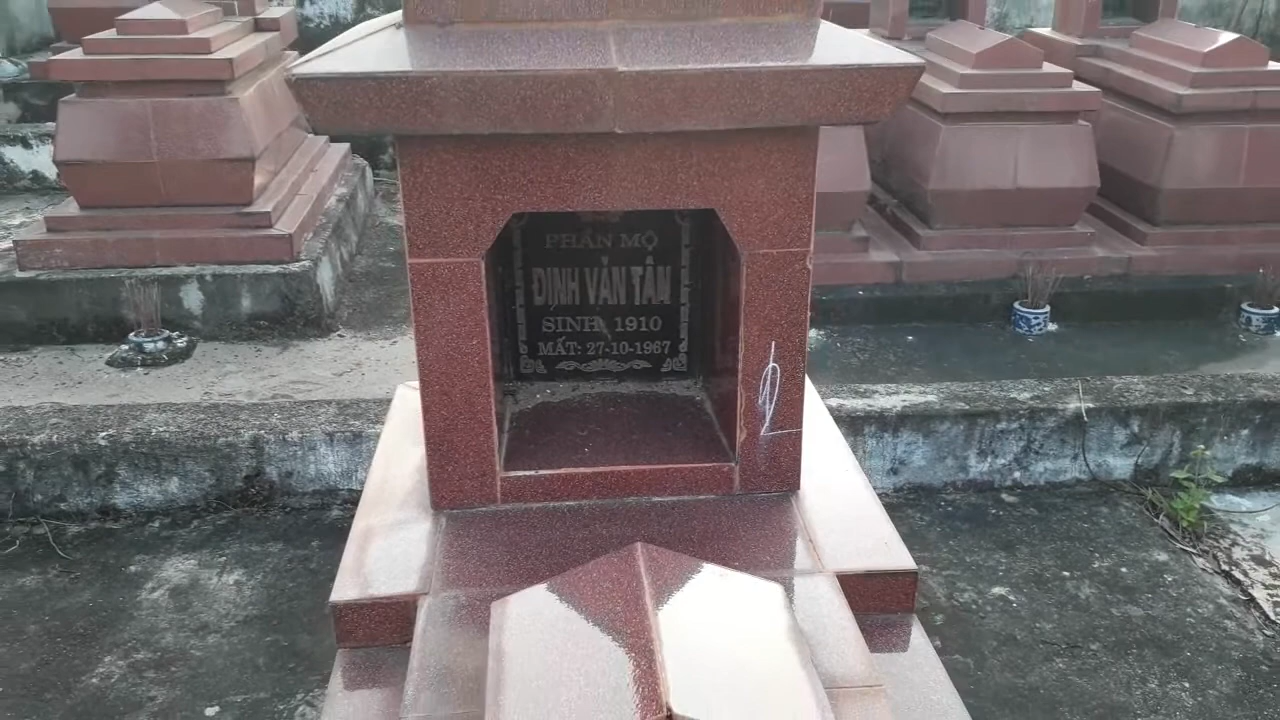 PHẦN MỘ
ĐINH VĂN TÂN
SINH: 1910
MẤT: 27-10-1967